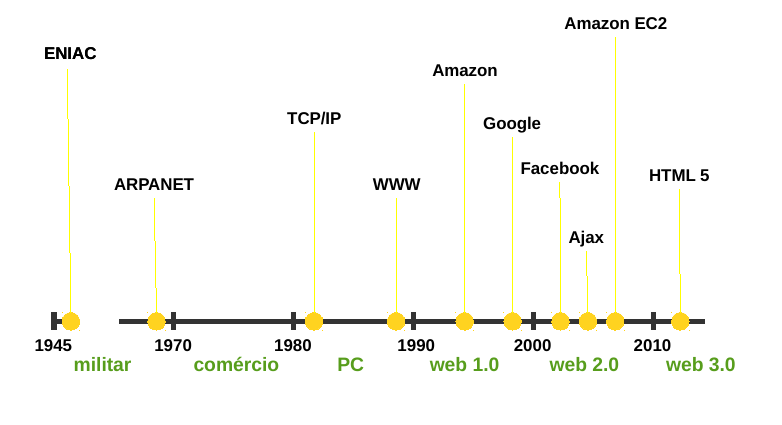 Amazon EC2
ENIAC
Amazon
TCP/IP
Google
Facebook
HTML 5
ARPANET
WWW
Ajax
1945 1970 1980 1990 2000 2010
militar comércio PC web 1.0 web 2.0 web 3.0